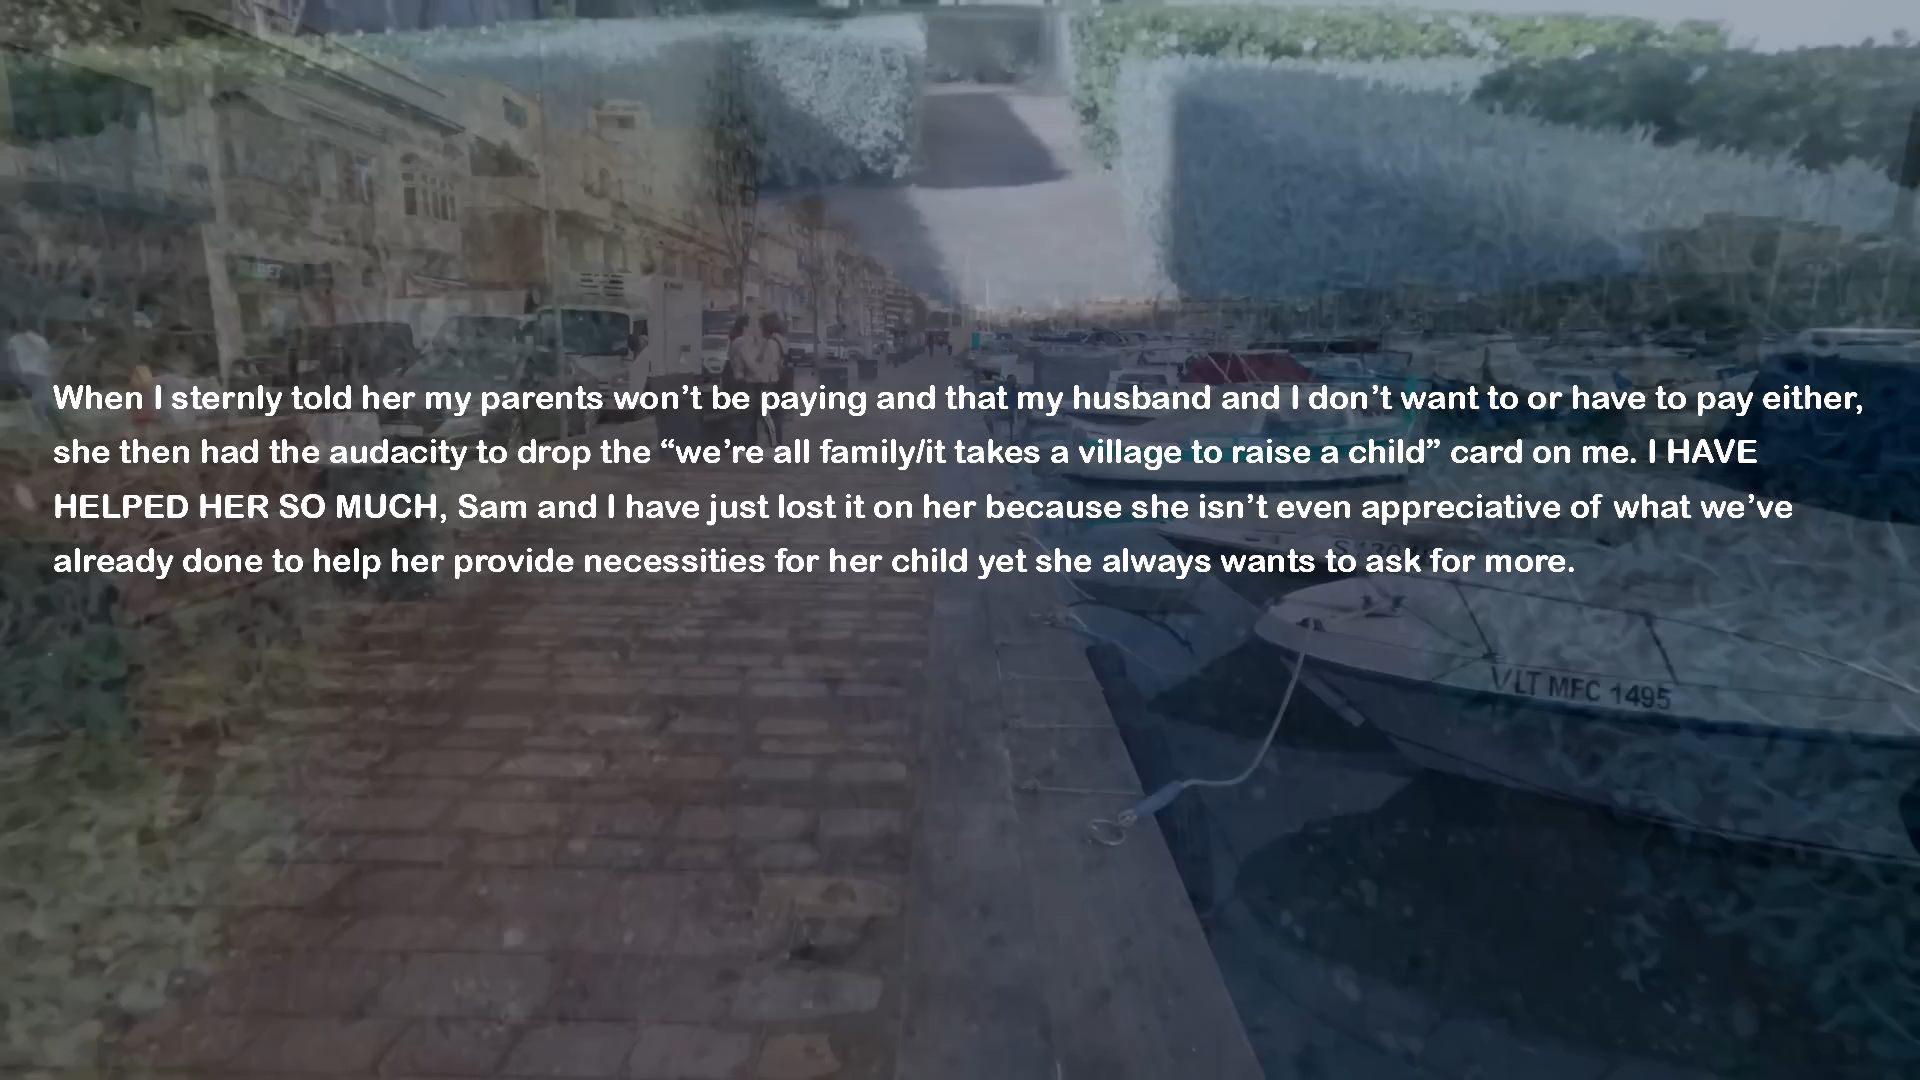 When I sternly told her my parents won’t be paying and that my husband and I don’t want to or have to pay either,
she then had the audacity to drop the “we’re all family/it takes a village to raise a child” card on me. I HAVE
HELPED HER SO MUCH, Sam and I have just lost it on her because she isn’t even appreciative of what we’ve
already done to help her provide necessities for her child yet she always wants to ask for more.
VLT MFC 1495